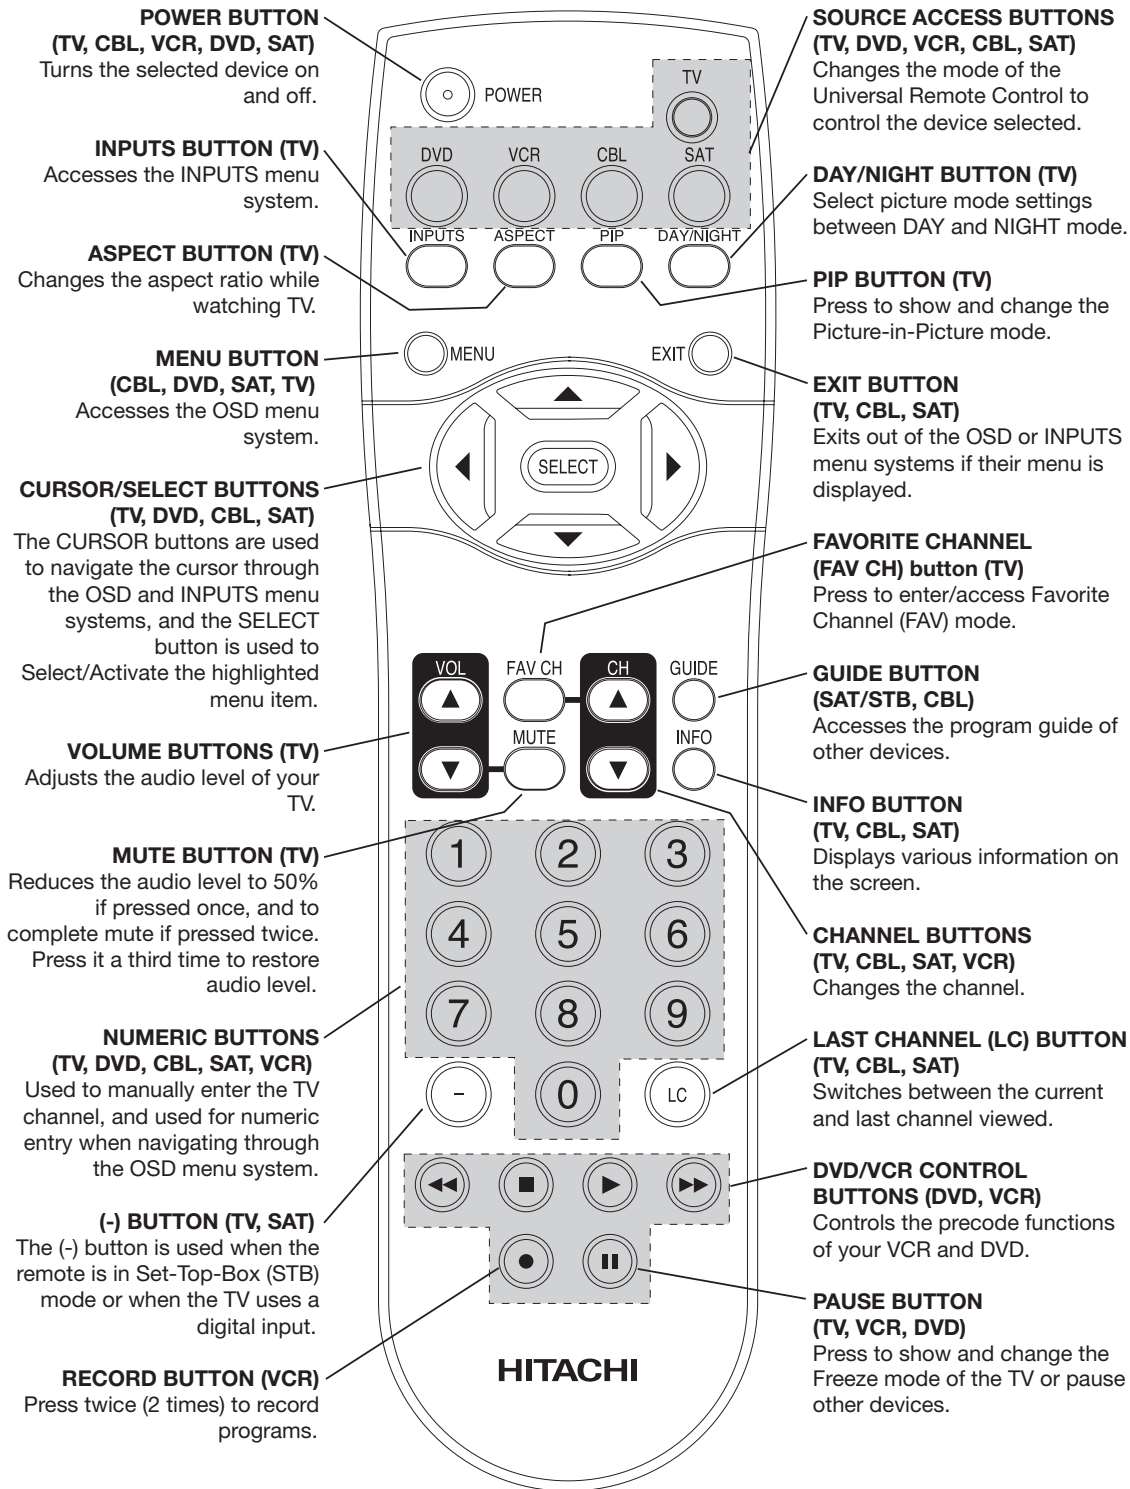 POWER BUTTON
(TV, CBL, VCR, DVD, SAT)
Turns the selected device on
and off.
INPUTS BUTTON (TV)
Accesses the INPUTS menu
system.
ASPECT BUTTON (TV)
Changes the aspect ratio while
watching TV.
MENU BUTTON
(CBL, DVD, SAT, TV)
Accesses the OSD menu
system.
CURSOR/SELECT BUTTONS
(TV, DVD, CBL, SAT)
The CURSOR buttons are used
to navigate the cursor through
the OSD and INPUTS menu
systems, and the SELECT
button is used to
Select/Activate the highlighted
menu item.
VOLUME BUTTONS (TV)
Adjusts the audio level of your
TV.
MUTE BUTTON (TV)
Reduces the audio level to 50%
if pressed once, and to
complete mute if pressed twice.
Press it a third time to restore
audio level.
NUMERIC BUTTONS
(TV, DVD, CBL, SAT, VCR)
Used to manually enter the TV
channel, and used for numeric
entry when navigating through
the OSD menu system.
(-) BUTTON (TV, SAT)
The (-) button is used when the
remote is in Set-Top-Box (STB)
mode or when the TV uses a
digital input.
RECORD BUTTON (VCR)
Press twice (2 times) to record
programs.
POWER
TV
DVD VCR CBL SAT
INPUTS ASPECT PIP DAY/NIGHT
MENU EXIT
SELECT
VOL FAV CH CH GUIDE
MUTE INFO
1 2 3
4 5 6
7 8 9
- 0 LC
HITACHI
SOURCE ACCESS BUTTONS
(TV, DVD, VCR, CBL, SAT)
Changes the mode of the
Universal Remote Control to
control the device selected.
DAY/NIGHT BUTTON (TV)
Select picture mode settings
between DAY and NIGHT mode.
PIP BUTTON (TV)
Press to show and change the
Picture-in-Picture mode.
EXIT BUTTON
(TV, CBL, SAT)
Exits out of the OSD or INPUTS
menu systems if their menu is
displayed.
FAVORITE CHANNEL
(FAV CH) button (TV)
Press to enter/access Favorite
Channel (FAV) mode.
GUIDE BUTTON
(SAT/STB, CBL)
Accesses the program guide of
other devices.
INFO BUTTON
(TV, CBL, SAT)
Displays various information on
the screen.
CHANNEL BUTTONS
(TV, CBL, SAT, VCR)
Changes the channel.
LAST CHANNEL (LC) BUTTON
(TV, CBL, SAT)
Switches between the current
and last channel viewed.
DVD/VCR CONTROL
BUTTONS (DVD, VCR)
Controls the precode functions
of your VCR and DVD.
PAUSE BUTTON
(TV, VCR, DVD)
Press to show and change the
Freeze mode of the TV or pause
other devices.